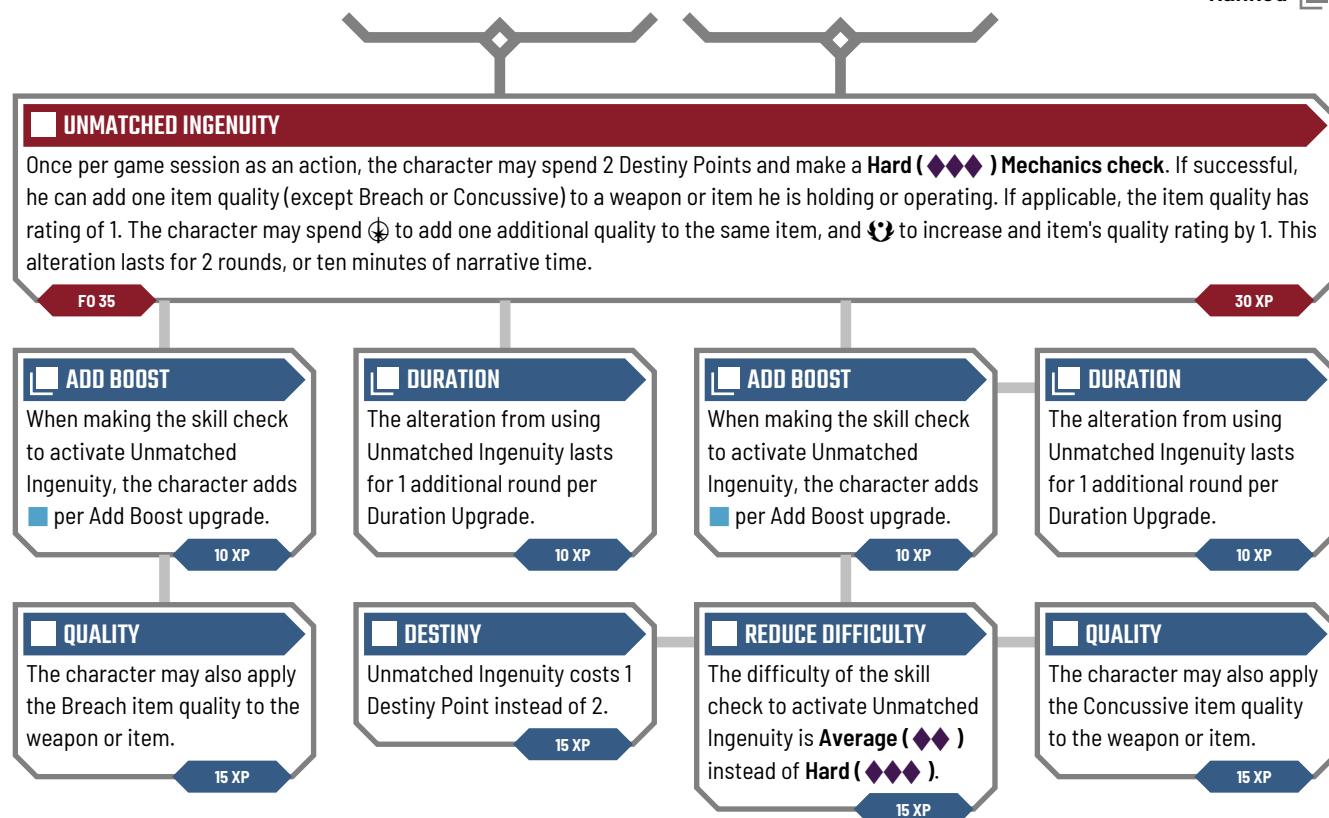 Ranked
UNMATCHED INGENUITY
Once per game session as an action, the character may spend 2 Destiny Points and make a Hard ( ◆◆◆ ) Mechanics check. If successful,
he can add one item quality (except Breach or Concussive) to a weapon or item he is holding or operating. If applicable, the item quality has
rating of 1. The character may spend to add one additional quality to the same item, and to increase and item's quality rating by 1. This
alteration lasts for 2 rounds, or ten minutes of narrative time.
FO 35
30 XP
ADD BOOST
When making the skill check
to activate Unmatched
Ingenuity, the character adds
per Add Boost upgrade.
10 XP
DURATION
The alteration from using
Unmatched Ingenuity lasts
for 1 additional round per
Duration Upgrade.
10 XP
ADD BOOST
When making the skill check
to activate Unmatched
Ingenuity, the character adds
per Add Boost upgrade.
10 XP
DURATION
The alteration from using
Unmatched Ingenuity lasts
for 1 additional round per
Duration Upgrade.
10 XP
QUALITY
The character may also apply
the Breach item quality to the
weapon or item.
15 XP
DESTINY
Unmatched Ingenuity costs 1
Destiny Point instead of 2.
15 XP
REDUCE DIFFICULTY
The difficulty of the skill
check to activate Unmatched
Ingenuity is Average ( ◆◆ )
instead of Hard ( ◆◆◆ ).
15 XP
QUALITY
The character may also apply
the Concussive item quality
to the weapon or item.
15 XP